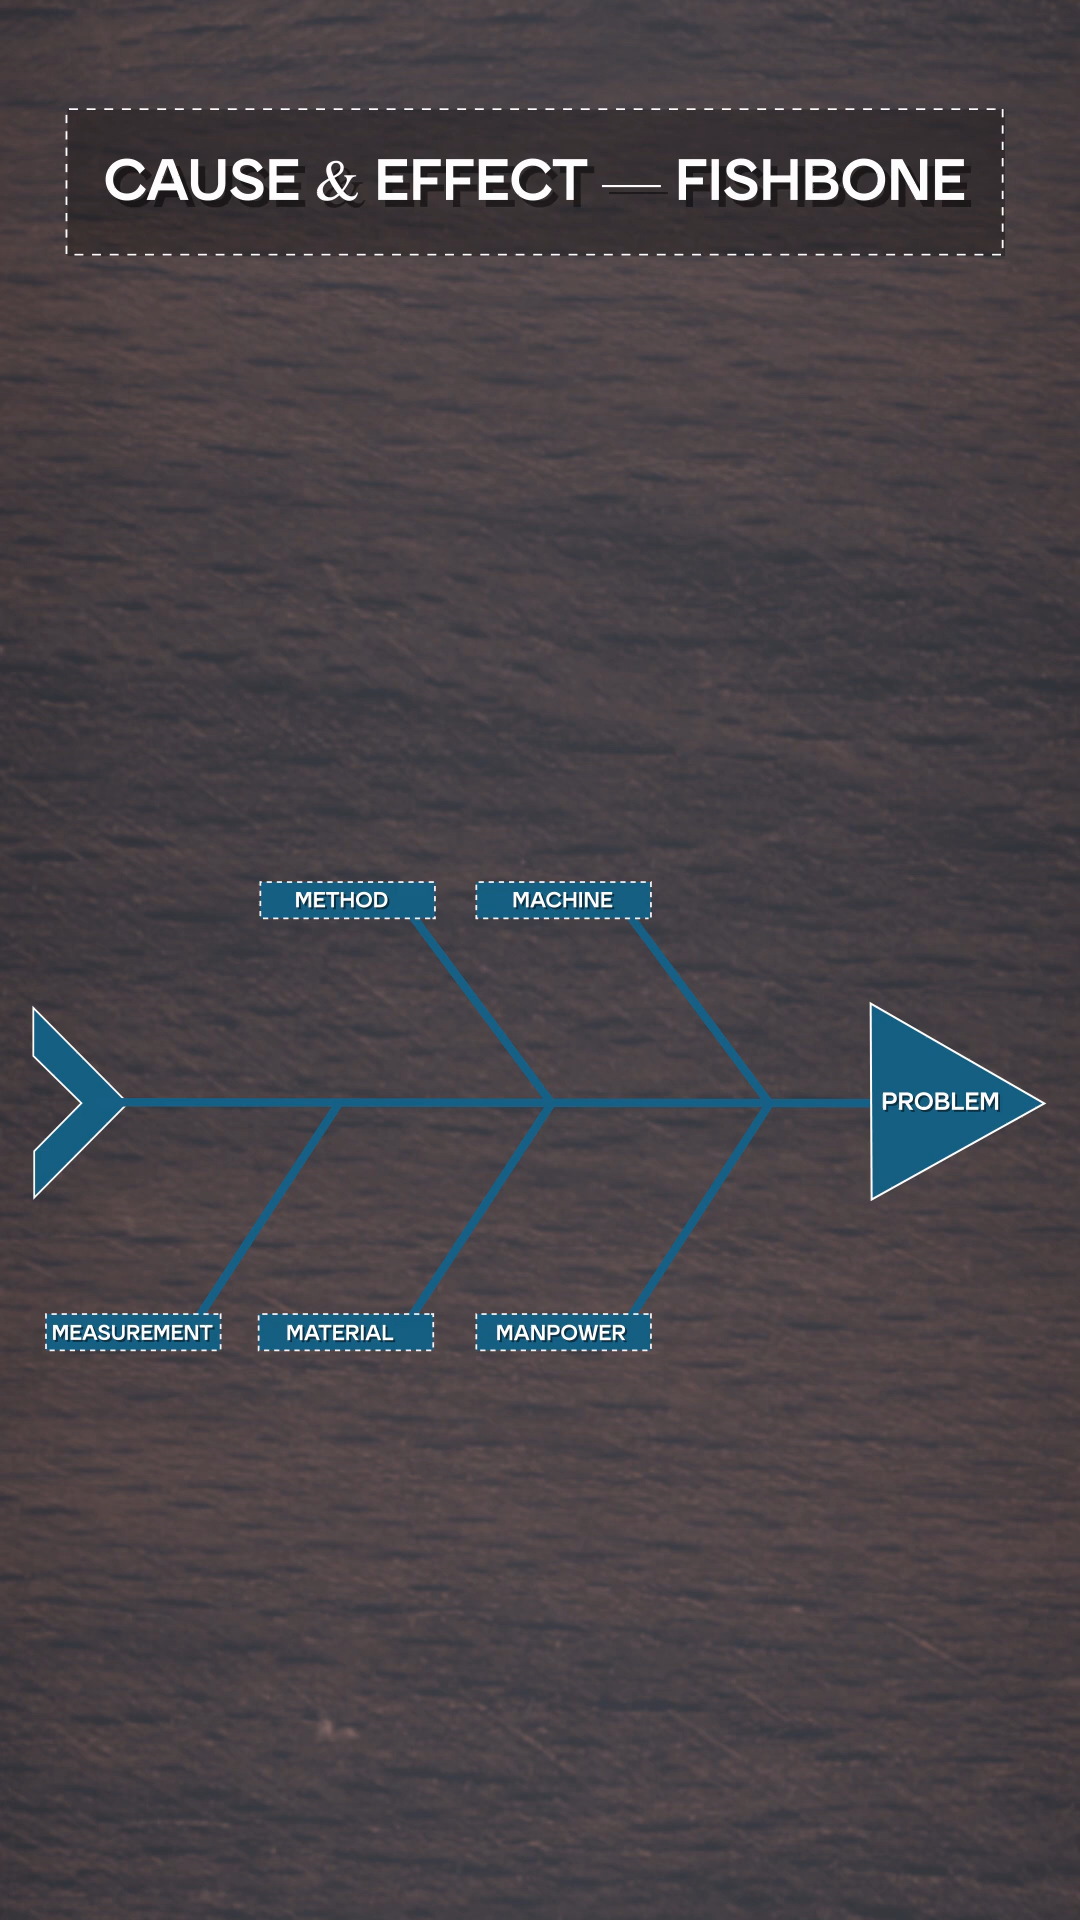 CAUSE & EFFECT — FISHBONE
METHOD
MACHINE
PROBLEM
MEASUREMENT
MATERIAL
MANPOWER